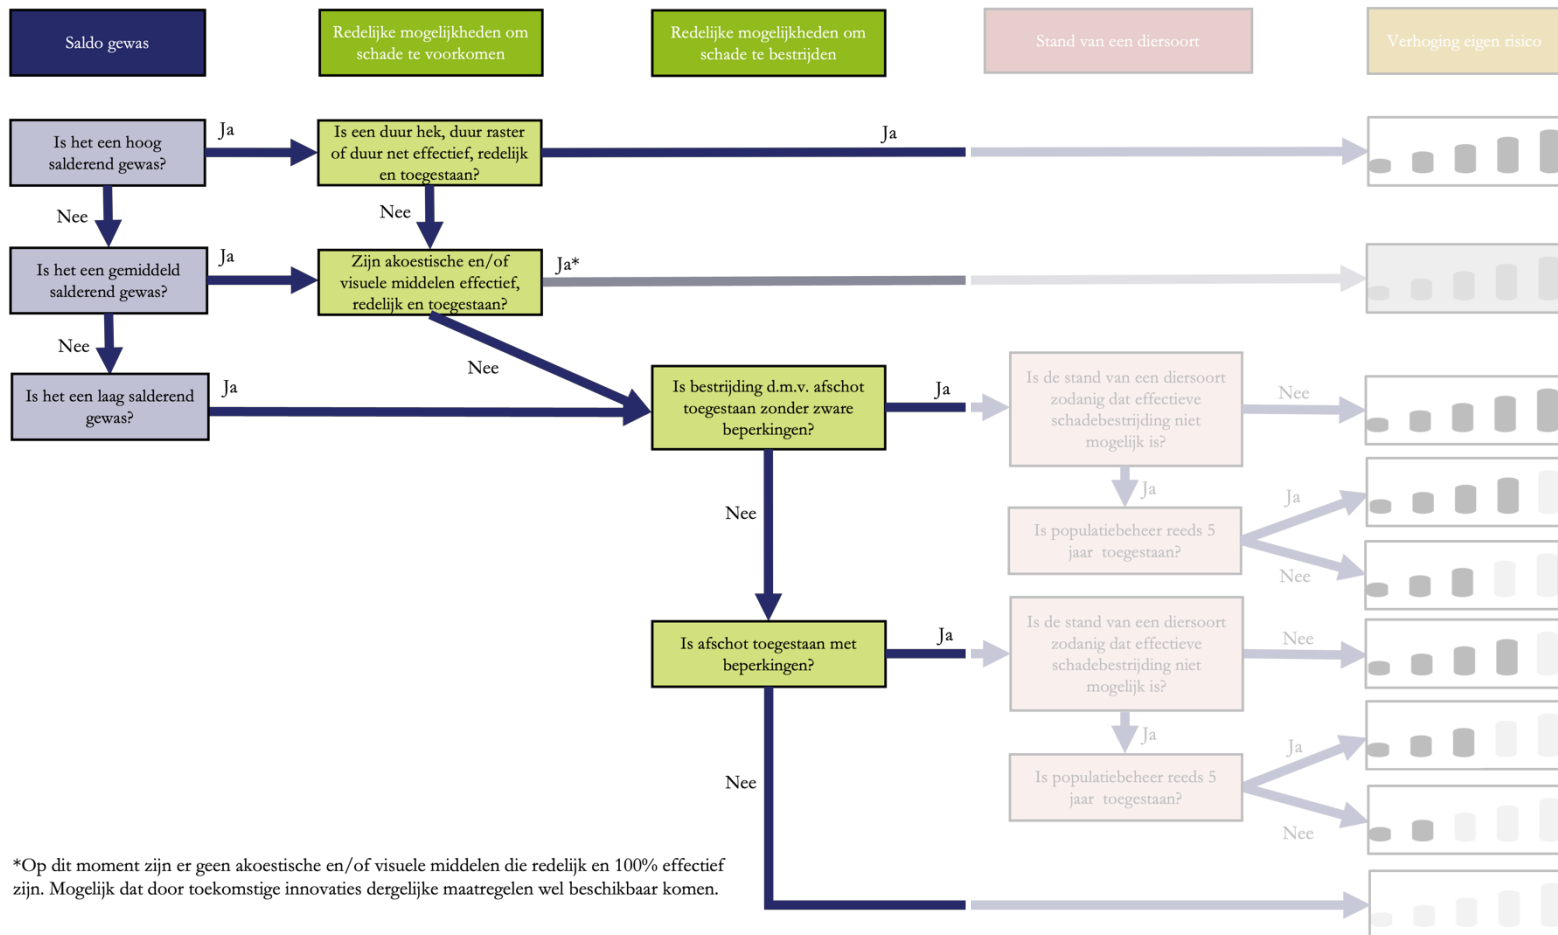 Saldo gewas
Redelijke mogelijkheden om
schade te voorkomen
Redelijke mogelijkheden om
schade te bestrijden
Stand van een diersoort
Verhoging eigen risico
Is het een hoog
salderend gewas?
Ja
Is een duur hek, duur raster
of duur net effectief, redelijk
en toegestaan?
Ja
Nee
Nee
Is het een gemiddeld
salderend gewas?
Ja
Zijn akoestische en/of
visuele middelen effectief,
redelijk en toegestaan?
Ja*
Nee
Nee
Is het een laag salderend
gewas?
Ja
Is bestrijding d.m.v. afschot
toegestaan zonder zware
beperkingen?
Ja
Is de stand van een diersoort
zodanig dat effectieve
schadebestrijding niet
mogelijk is?
Nee
Ja
Nee
Is populatiebeheer reeds 5
jaar toegestaan?
Ja
Nee
Is afschot toegestaan met
beperkingen?
Ja
Is de stand van een diersoort
zodanig dat effectieve
schadebestrijding niet
mogelijk is?
Nee
Ja
Nee
Is populatiebeheer reeds 5
jaar toegestaan?
Ja
Nee
*Op dit moment zijn er geen akoestische en/of visuele middelen die redelijk en 100% effectief
zijn. Mogelijk dat door toekomstige innovaties dergelijke maatregelen wel beschikbaar komen.